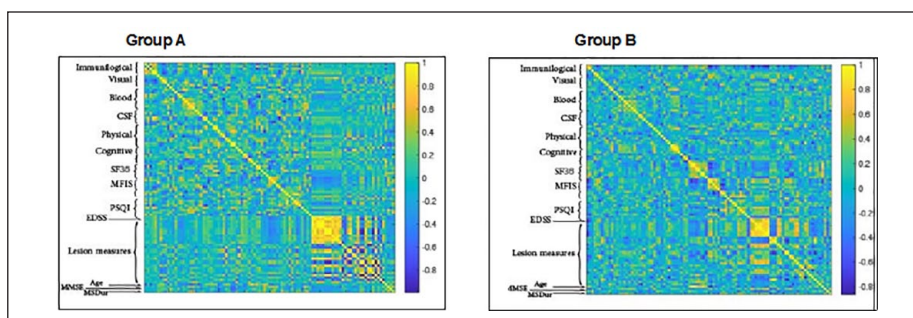 Group A
Immunilogical
Visual
Blood
CSF
Physical
Cognitive
SF36
MFIS
PSQI
EDSS
Lesion measures
Age
MMSE
MSDur
1
0.8
0.6
0.4
0.2
0
-0.2
-0.4
-0.6
-0.8
Group B
Immunological
Visual
Blood
CSF
Physical
Cognitive
SF36
MFIS
PSQI
EDSS
Lesion measures
Age
dMSE
MSDur
1
0.8
0.6
0.4
0.2
0
-0.2
-0.4
-0.6
-0.8